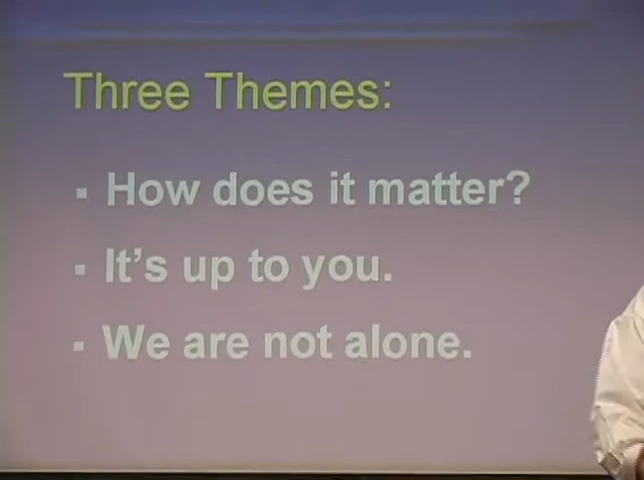 Three Themes:
▪ How does it matter?
▪ It's up to you.
▪ We are not alone.